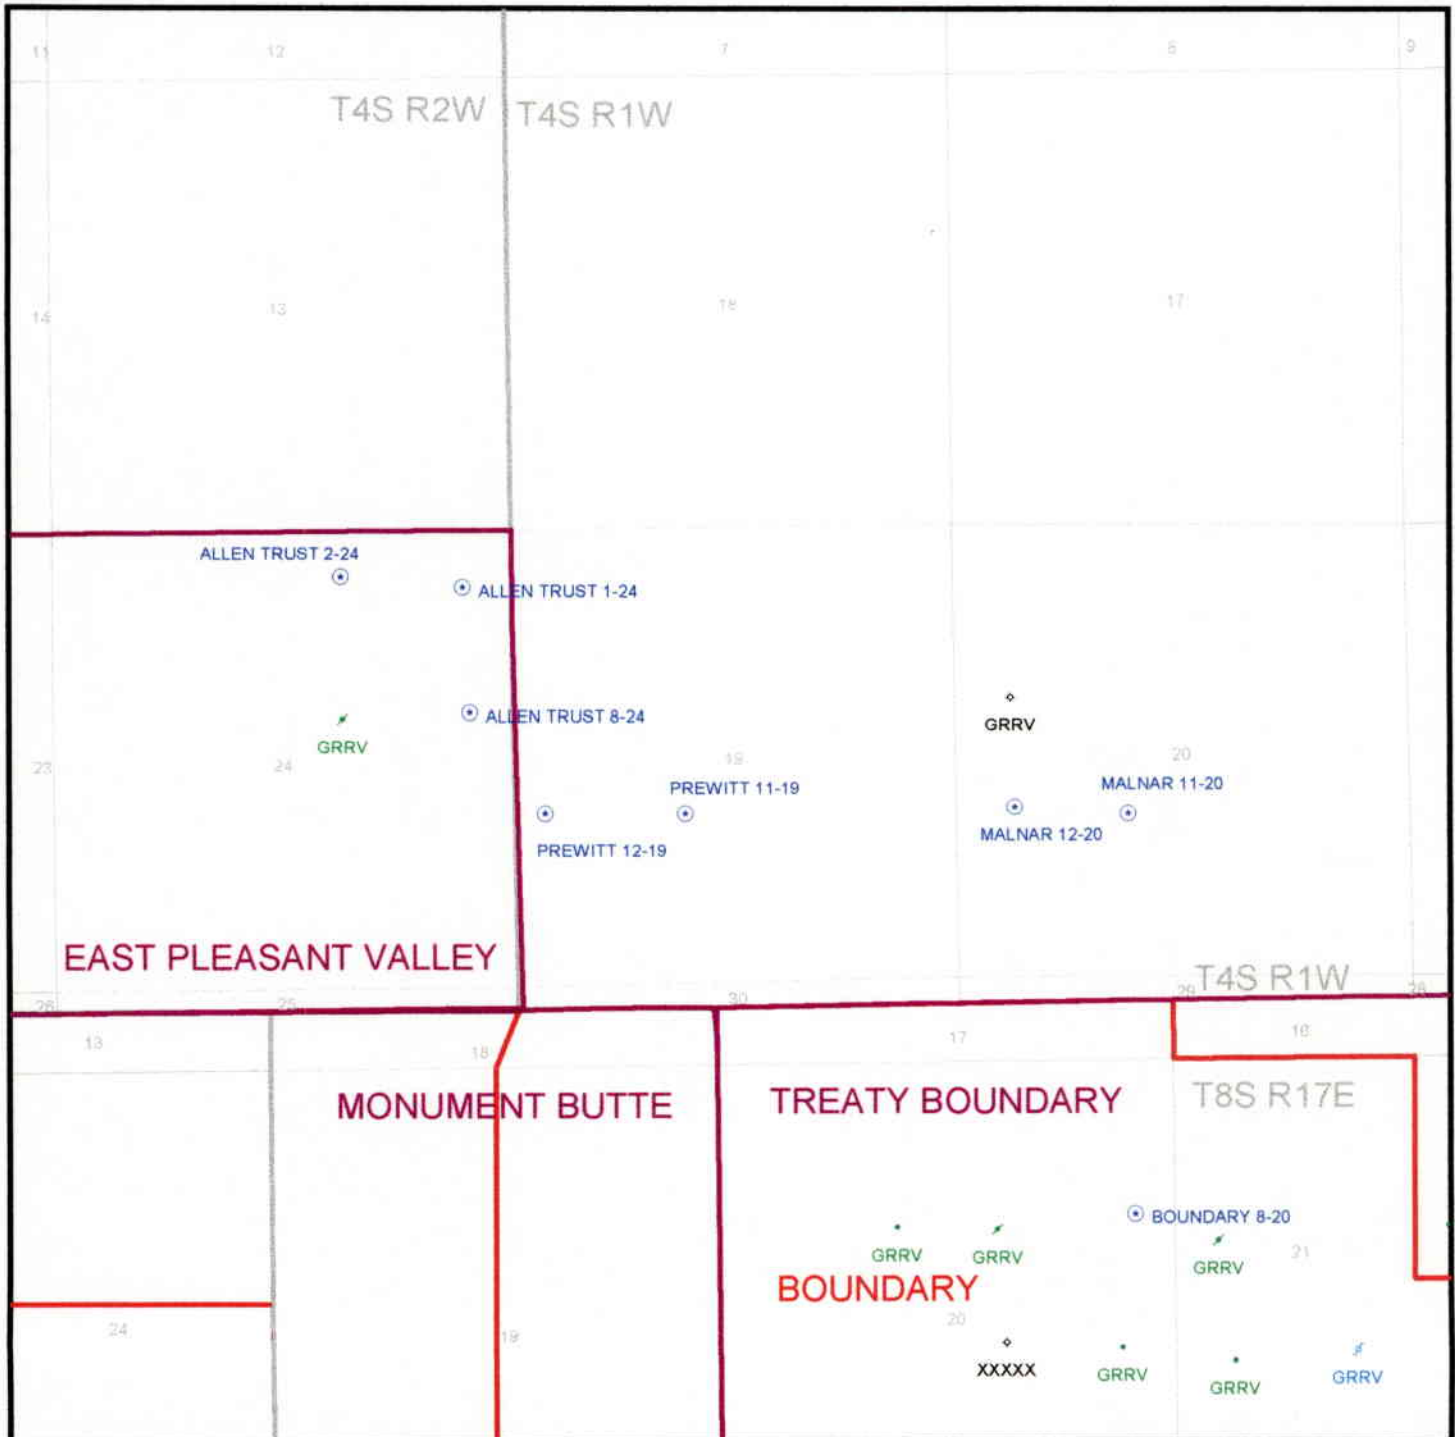 11
12
7
8
9
T4S R2W
T4S R1W
14
13
18
17
ALLEN TRUST 2-24
ALLEN TRUST 1-24
ALLEN TRUST 8-24
GRRV
GRRV
23
24
19
20
PREWITT 11-19
MALNAR 11-20
MALNAR 12-20
PREWITT 12-19
EAST PLEASANT VALLEY
T4S R1W
26
25
30
29
28
13
18
17
16
MONUMENT BUTTE
TREATY BOUNDARY
T8S R17E
BOUNDARY 8-20
GRRV
GRRV
GRRV
21
BOUNDARY
24
19
20
XXXXX
GRRV
GRRV
GRRV